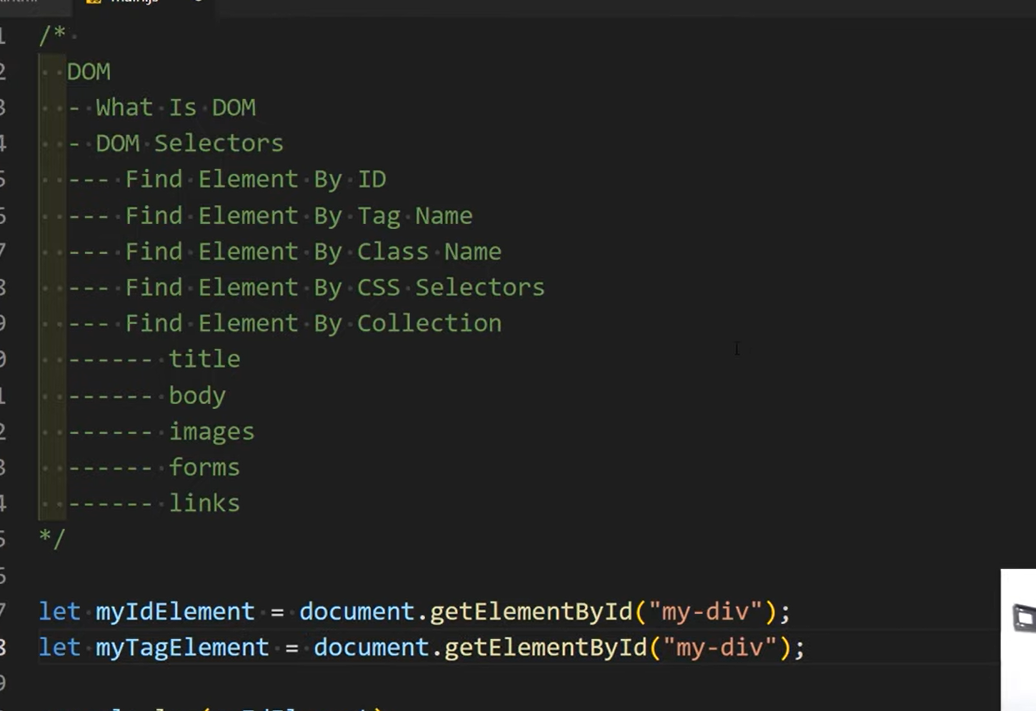 /*
DOM
- What Is DOM
- DOM Selectors
--- Find Element By ID
--- Find Element By Tag Name
--- Find Element By Class Name
--- Find Element By CSS Selectors
--- Find Element By Collection
------ title
------ body
------ images
------ forms
------ links
*/
let myIdElement = document.getElementById("my-div");
let myTagElement = document.getElementById("my-div");